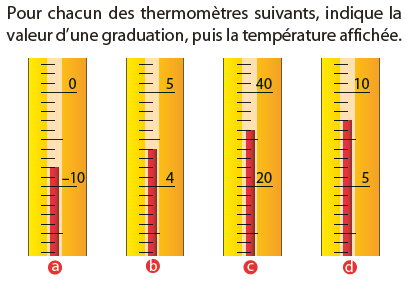 Pour chacun des thermomètres suivants, indique la
valeur d'une graduation, puis la température affichée.
0 5 40 10
–10 4 20 5
a b c d